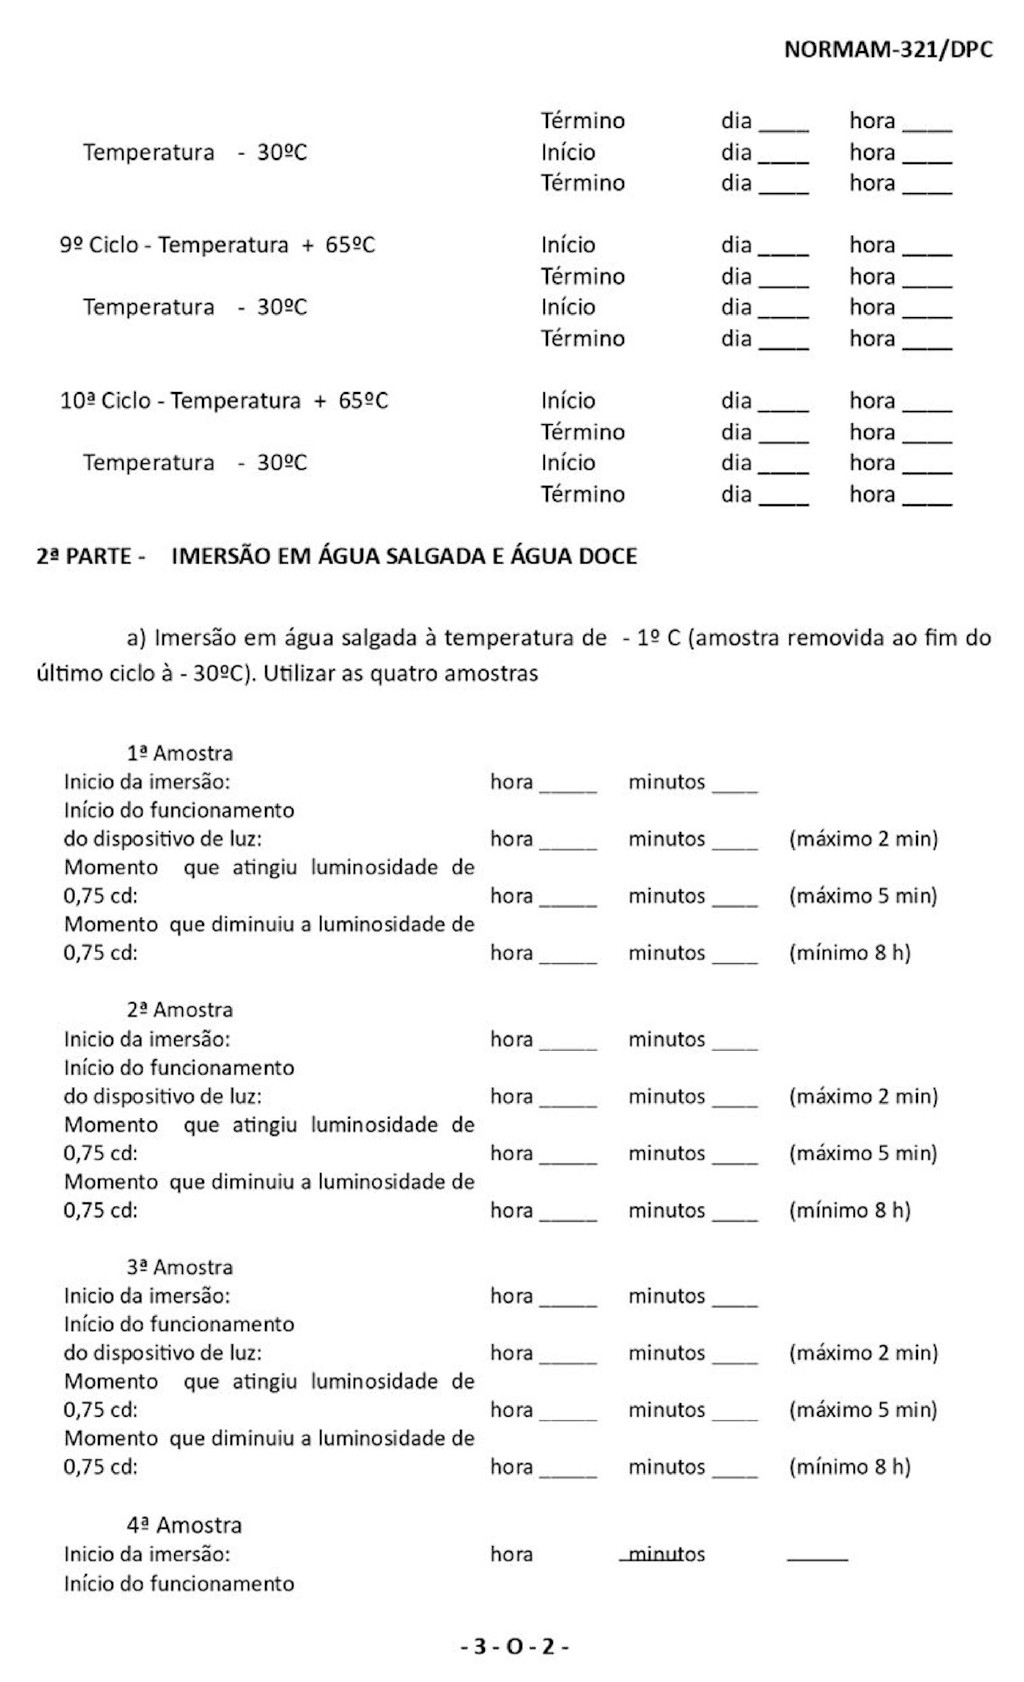 NORMAM-321/DPC
Término dia ____ hora ____
Temperatura - 30ºC Início dia ____ hora ____
Término dia ____ hora ____
9º Ciclo - Temperatura + 65ºC Início dia ____ hora ____
Término dia ____ hora ____
Temperatura - 30ºC Início dia ____ hora ____
Término dia ____ hora ____
10ª Ciclo - Temperatura + 65ºC Início dia ____ hora ____
Término dia ____ hora ____
Temperatura - 30ºC Início dia ____ hora ____
Término dia ____ hora ____
2ª PARTE - IMERSÃO EM ÁGUA SALGADA E ÁGUA DOCE
a) Imersão em água salgada à temperatura de - 1º C (amostra removida ao fim do
último ciclo à - 30ºC). Utilizar as quatro amostras
1ª Amostra
Inicio da imersão: hora _____ minutos ____
Início do funcionamento
do dispositivo de luz: hora _____ minutos ____ (máximo 2 min)
Momento que atingiu luminosidade de
0,75 cd: hora _____ minutos ____ (máximo 5 min)
Momento que diminuiu a luminosidade de
0,75 cd: hora _____ minutos ____ (mínimo 8 h)
2ª Amostra
Inicio da imersão: hora _____ minutos ____
Início do funcionamento
do dispositivo de luz: hora _____ minutos ____ (máximo 2 min)
Momento que atingiu luminosidade de
0,75 cd: hora _____ minutos ____ (máximo 5 min)
Momento que diminuiu a luminosidade de
0,75 cd: hora _____ minutos ____ (mínimo 8 h)
3ª Amostra
Inicio da imersão: hora _____ minutos ____
Início do funcionamento
do dispositivo de luz: hora _____ minutos ____ (máximo 2 min)
Momento que atingiu luminosidade de
0,75 cd: hora _____ minutos ____ (máximo 5 min)
Momento que diminuiu a luminosidade de
0,75 cd: hora _____ minutos ____ (mínimo 8 h)
4ª Amostra
Inicio da imersão: hora _minutos _____
Início do funcionamento
- 3 - O - 2 -